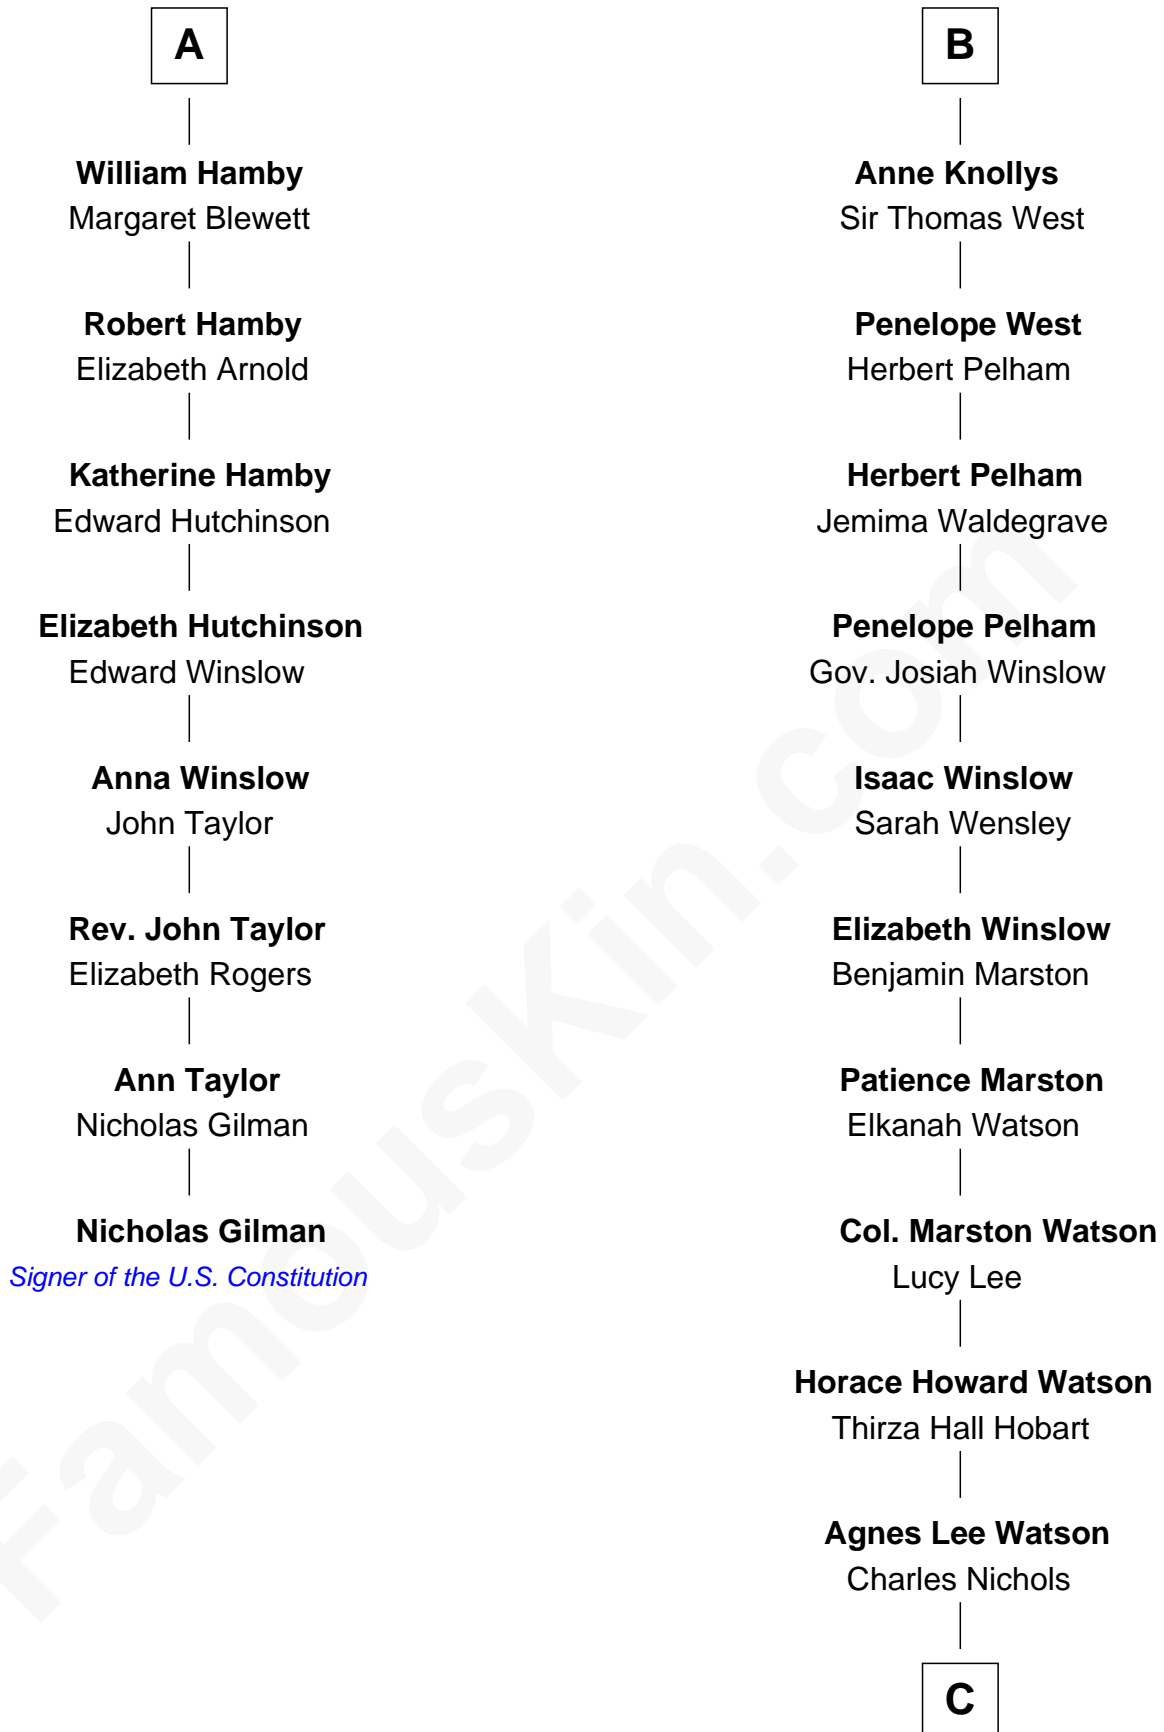 A
William Hamby
Margaret Blewett
Robert Hamby
Elizabeth Arnold
Katherine Hamby
Edward Hutchinson
Elizabeth Hutchinson
Edward Winslow
Anna Winslow
John Taylor
Rev. John Taylor
Elizabeth Rogers
Ann Taylor
Nicholas Gilman
Nicholas Gilman
Signer of the U.S. Constitution
B
Anne Knollys
Sir Thomas West
Penelope West
Herbert Pelham
Herbert Pelham
Jemima Waldegrave
Penelope Pelham
Gov. Josiah Winslow
Isaac Winslow
Sarah Wensley
Elizabeth Winslow
Benjamin Marston
Patience Marston
Elkanah Watson
Col. Marston Watson
Lucy Lee
Horace Howard Watson
Thirza Hall Hobart
Agnes Lee Watson
Charles Nichols
C
FamousKin.com